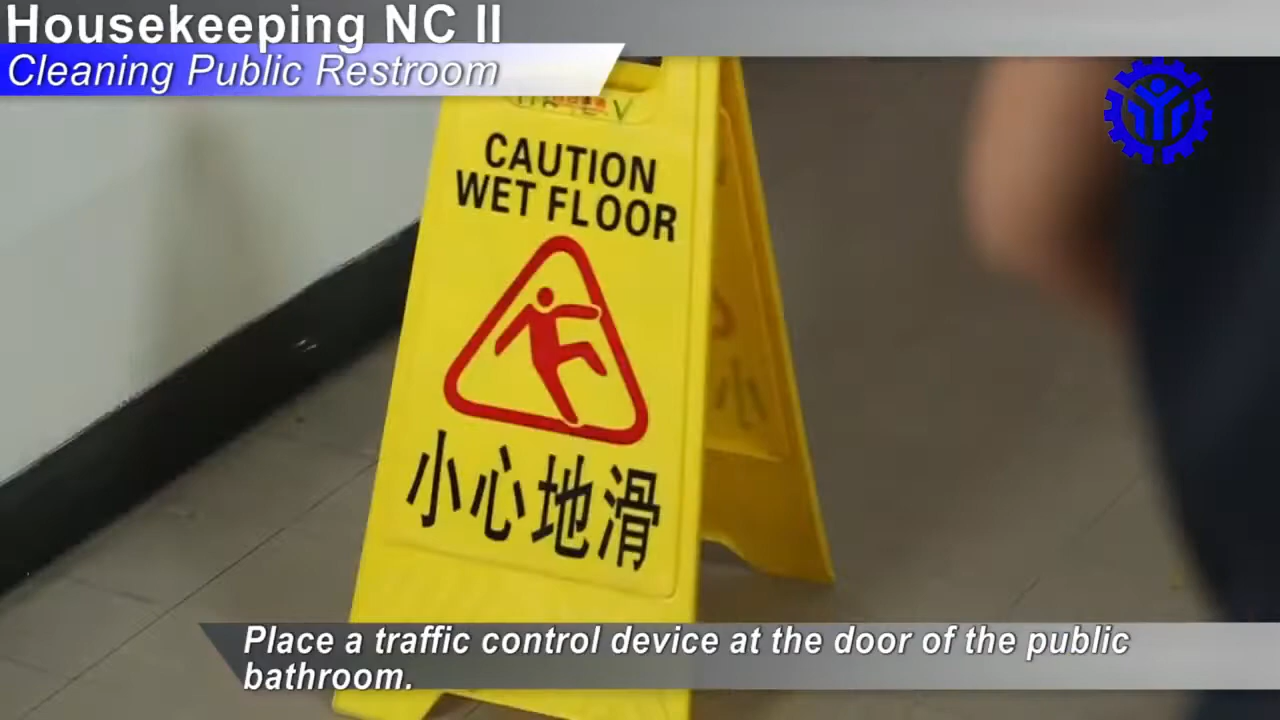 Housekeeping NC II
Cleaning Public Restroom
CAUTION
WET FLOOR
小心地滑
小
Place a traffic control device at the door of the public
bathroom.